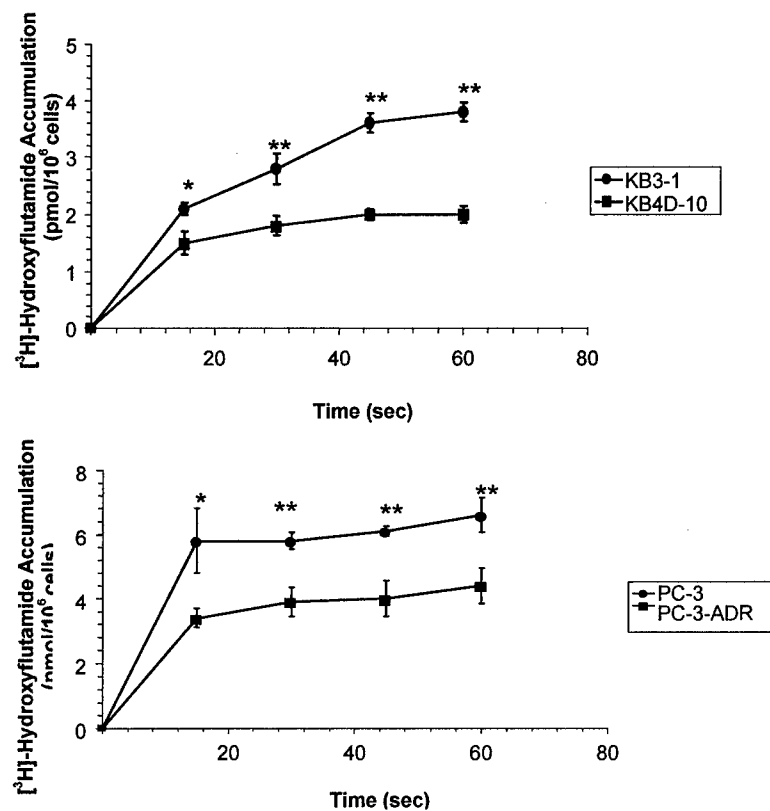 [³H]-Hydroxyflutamide Accumulation
(pmol/10⁶ cells)
5
4
3
2
1
0
*
**
**
**
20
40
60
80
Time (sec)
KB3-1
KB4D-10
[³H]-Hydroxyflutamide Accumulation
(pmol/10⁶ cells)
8
6
4
2
0
*
**
**
**
20
40
60
80
Time (sec)
PC-3
PC-3-ADR